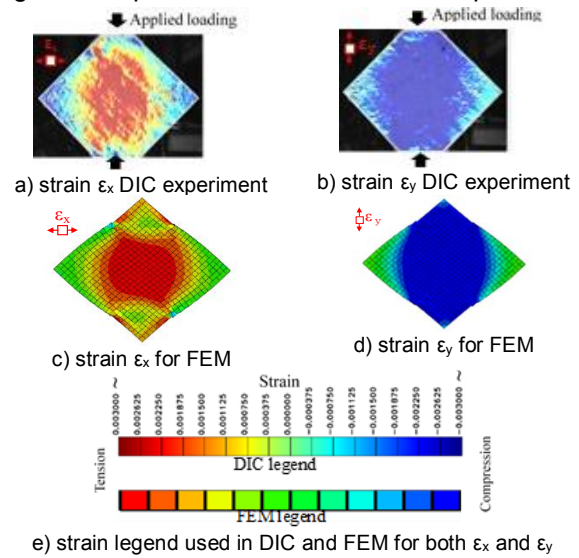 Applied loading
Applied loading
εx
εy
a) strain εx DIC experiment
b) strain εy DIC experiment
εx
εy
c) strain εx for FEM
d) strain εy for FEM
~ Strain ~
0.003000 0.002625 0.002250 0.001875 0.001500 0.001125 0.000750 0.000375 0.000000 -0.000375 -0.000750 -0.001125 -0.001500 -0.001875 -0.002250 -0.002625 -0.003000
Tension
Compression
DIC legend
FEM legend
e) strain legend used in DIC and FEM for both εx and εy